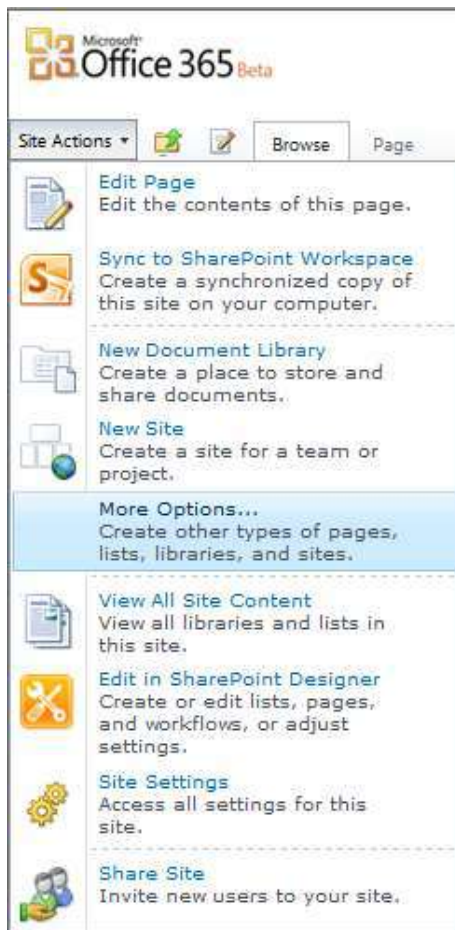 Microsoft
Office 365 Beta
Site Actions Browse Page
Edit Page
Edit the contents of this page.
Sync to SharePoint Workspace
Create a synchronized copy of
this site on your computer.
New Document Library
Create a place to store and
share documents.
New Site
Create a site for a team or
project.
More Options...
Create other types of pages,
lists, libraries, and sites.
View All Site Content
View all libraries and lists in
this site.
Edit in SharePoint Designer
Create or edit lists, pages,
and workflows, or adjust
settings.
Site Settings
Access all settings for this
site.
Share Site
Invite new users to your site.